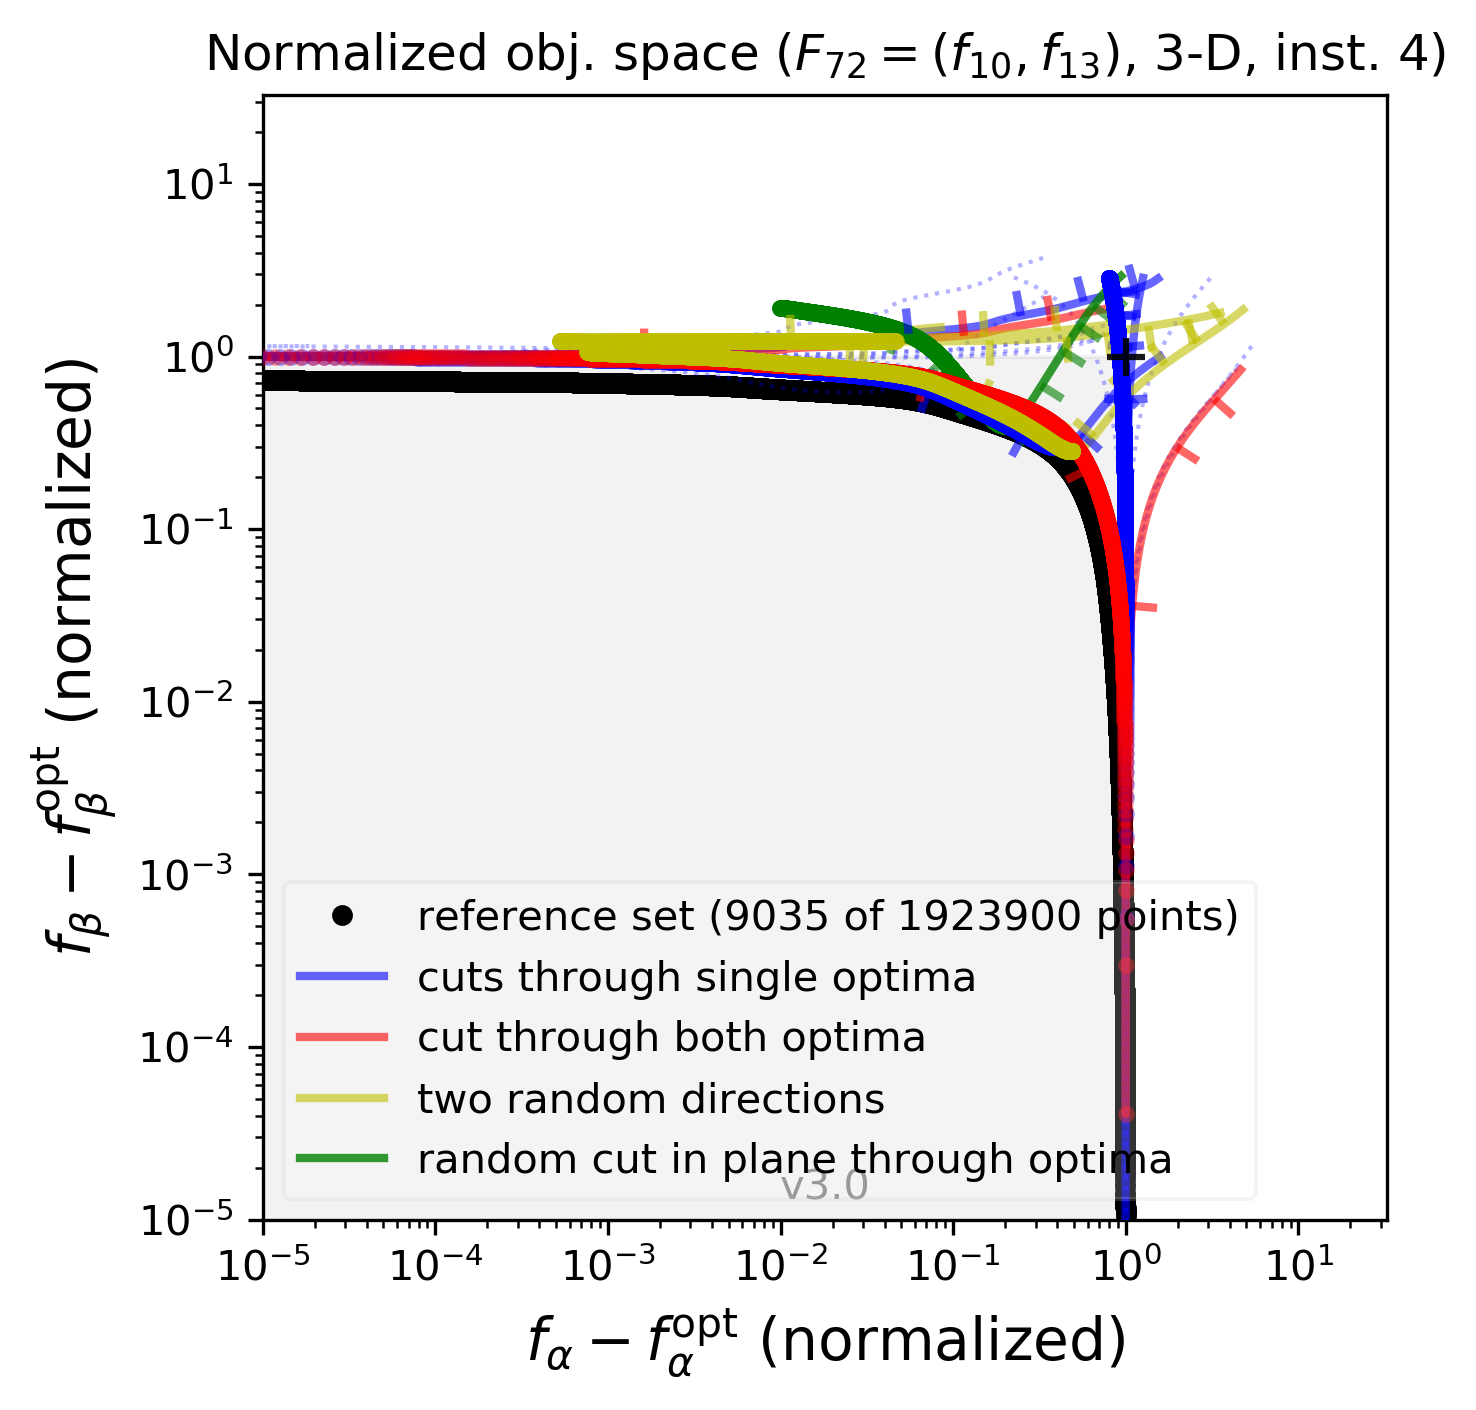 Normalized obj. space (F₇₂ = (f₁₀, f₁₃), 3-D, inst. 4)
10¹
10⁰
10⁻¹
10⁻²
10⁻³
10⁻⁴
10⁻⁵
f_β − f_β^opt (normalized)
reference set (9035 of 1923900 points)
cuts through single optima
cut through both optima
two random directions
random cut in plane through optima
v3.0
10⁻⁵ 10⁻⁴ 10⁻³ 10⁻² 10⁻¹ 10⁰ 10¹
f_α − f_α^opt (normalized)